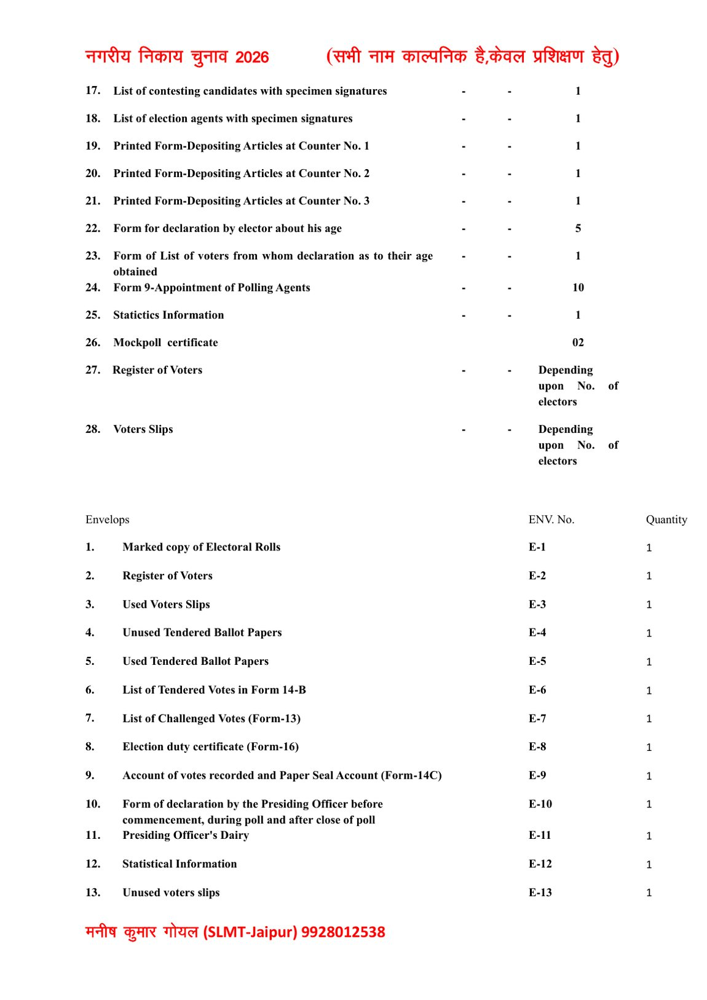 नगरीय निकाय चुनाव 2026 (सभी नाम काल्पनिक है,केवल प्रशिक्षण हेतु)
17. List of contesting candidates with specimen signatures - - 1
18. List of election agents with specimen signatures - - 1
19. Printed Form-Depositing Articles at Counter No. 1 - - 1
20. Printed Form-Depositing Articles at Counter No. 2 - - 1
21. Printed Form-Depositing Articles at Counter No. 3 - - 1
22. Form for declaration by elector about his age - - 5
23. Form of List of voters from whom declaration as to their age - - 1
obtained
24. Form 9-Appointment of Polling Agents - - 10
25. Statictics Information - - 1
26. Mockpoll certificate 02
27. Register of Voters - - Depending
upon No. of
electors
28. Voters Slips - - Depending
upon No. of
electors
Envelops ENV. No. Quantity
1. Marked copy of Electoral Rolls E-1 1
2. Register of Voters E-2 1
3. Used Voters Slips E-3 1
4. Unused Tendered Ballot Papers E-4 1
5. Used Tendered Ballot Papers E-5 1
6. List of Tendered Votes in Form 14-B E-6 1
7. List of Challenged Votes (Form-13) E-7 1
8. Election duty certificate (Form-16) E-8 1
9. Account of votes recorded and Paper Seal Account (Form-14C) E-9 1
10. Form of declaration by the Presiding Officer before E-10 1
commencement, during poll and after close of poll
11. Presiding Officer's Dairy E-11 1
12. Statistical Information E-12 1
13. Unused voters slips E-13 1
मनीष कुमार गोयल (SLMT-Jaipur) 9928012538